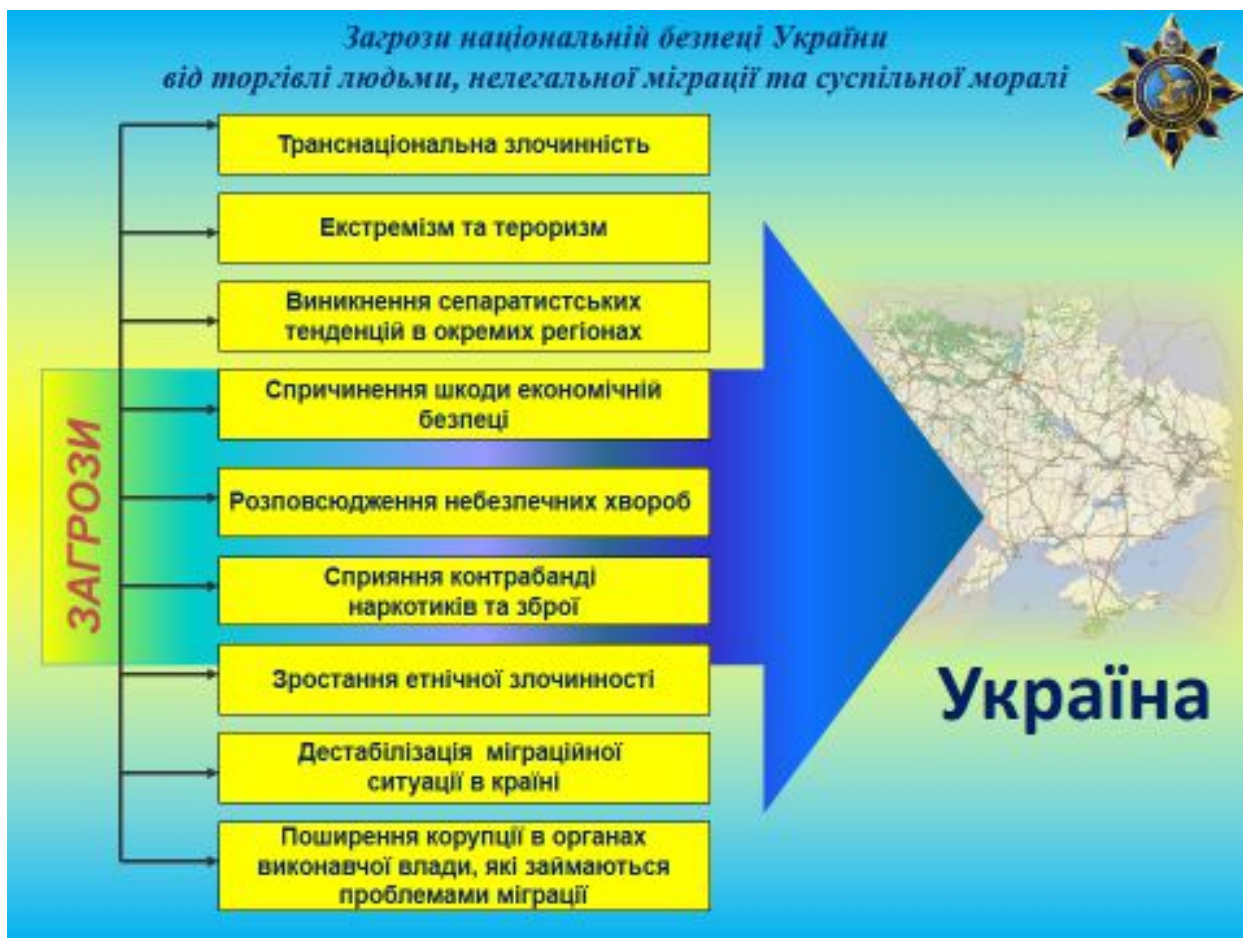 Загрози національній безпеці України
від торгівлі людьми, нелегальної міграції та суспільної моралі
Транснаціональна злочинність
Екстремізм та тероризм
Виникнення сепаратистських
тенденцій в окремих регіонах
Спричинення шкоди економічній
безпеці
Розповсюдження небезпечних хвороб
Сприяння контрабанді
наркотиків та зброї
Зростання етнічної злочинності
Дестабілізація міграційної
ситуації в країні
Поширення корупції в органах
виконавчої влади, які займаються
проблемами міграції
ЗАГРОЗИ
Україна